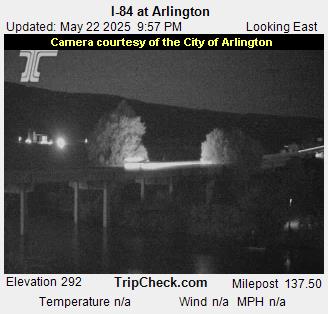 I-84 at Arlington
Updated: May 22 2025 9:57 PM Looking East
Camera courtesy of the City of Arlington
Elevation 292 TripCheck.com Milepost 137.50
Temperature n/a Wind n/a MPH n/a